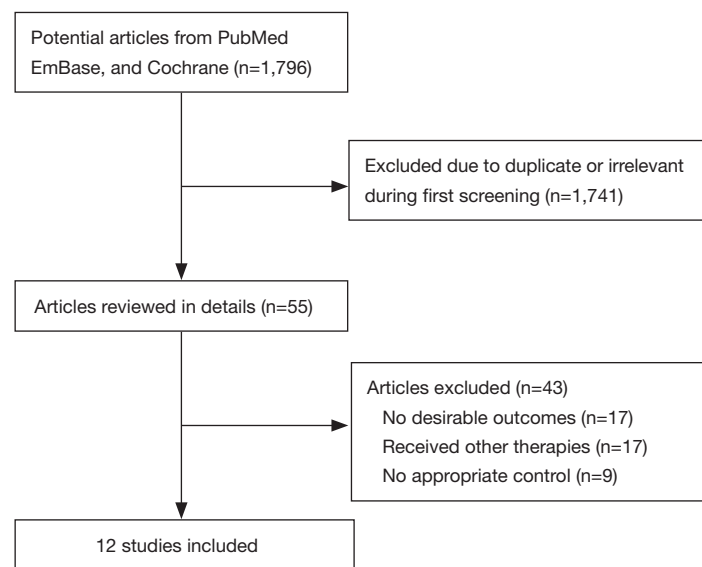 Potential articles from PubMed
EmBase, and Cochrane (n=1,796)
Excluded due to duplicate or irrelevant
during first screening (n=1,741)
Articles reviewed in details (n=55)
Articles excluded (n=43)
No desirable outcomes (n=17)
Received other therapies (n=17)
No appropriate control (n=9)
12 studies included